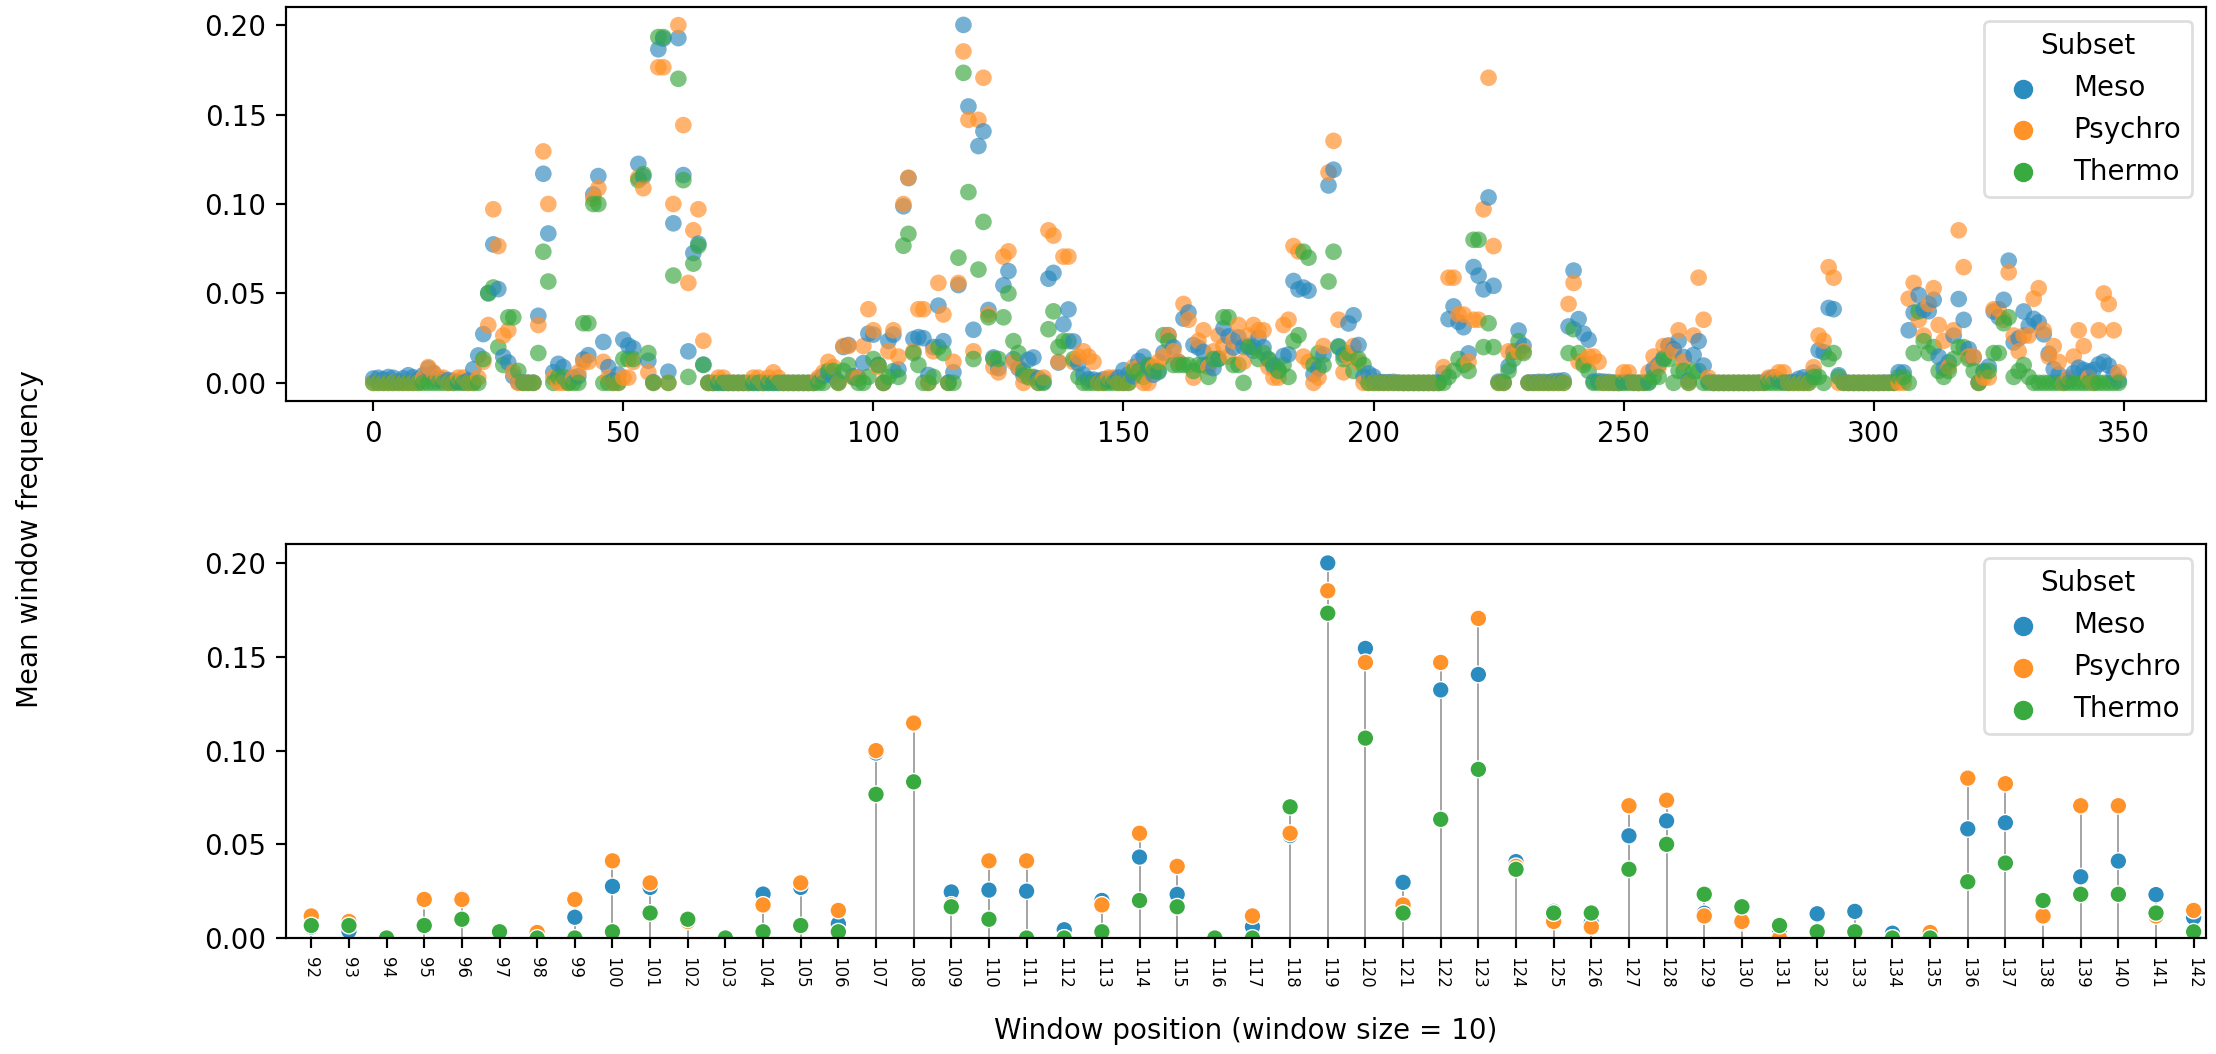 Mean window frequency
0.20
0.15
0.10
0.05
0.00
0 50 100 150 200 250 300 350
Subset
Meso
Psychro
Thermo
0.20
0.15
0.10
0.05
0.00
92 93 94 95 96 97 98 99 100 101 102 103 104 105 106 107 108 109 110 111 112 113 114 115 116 117 118 119 120 121 122 123 124 125 126 127 128 129 130 131 132 133 134 135 136 137 138 139 140 141 142
Subset
Meso
Psychro
Thermo
Window position (window size = 10)